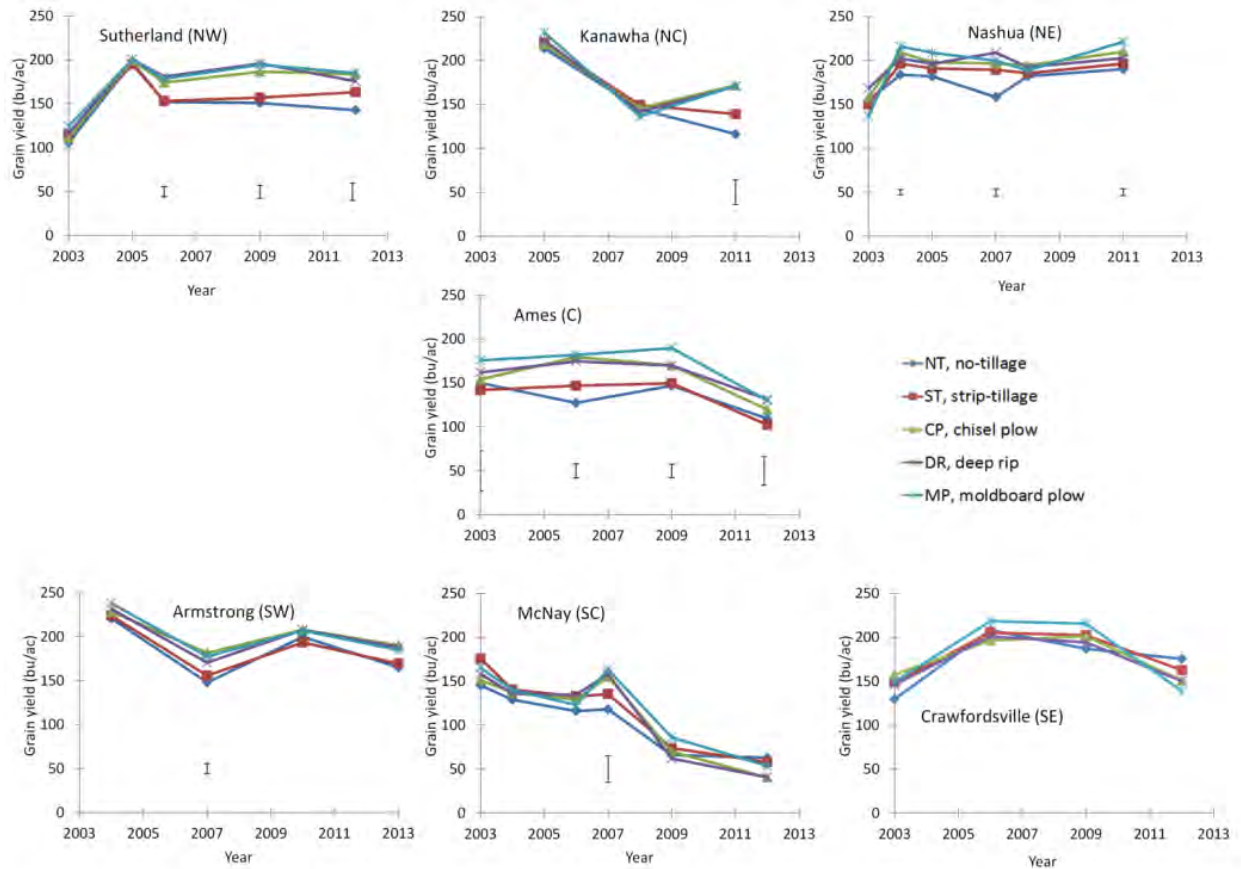 Sutherland (NW)
Grain yield (bu/ac)
250
200
150
100
50
0
2003 2005 2007 2009 2011 2013
Year
Kanawha (NC)
Grain yield (bu/ac)
250
200
150
100
50
0
2003 2005 2007 2009 2011 2013
Nashua (NE)
Grain yield (bu/ac)
250
200
150
100
50
0
2003 2005 2007 2009 2011 2013
Year
Ames (C)
Grain yield (bu/ac)
250
200
150
100
50
0
2003 2005 2007 2009 2011 2013
NT, no-tillage
ST, strip-tillage
CP, chisel plow
DR, deep rip
MP, moldboard plow
Armstrong (SW)
Grain yield (bu/ac)
250
200
150
100
50
0
2003 2005 2007 2009 2011 2013
Year
McNay (SC)
Grain yield (bu/ac)
250
200
150
100
50
0
2003 2005 2007 2009 2011 2013
Year
Crawfordsville (SE)
Grain yield (bu/ac)
250
200
150
100
50
0
2003 2005 2007 2009 2011 2013
Year